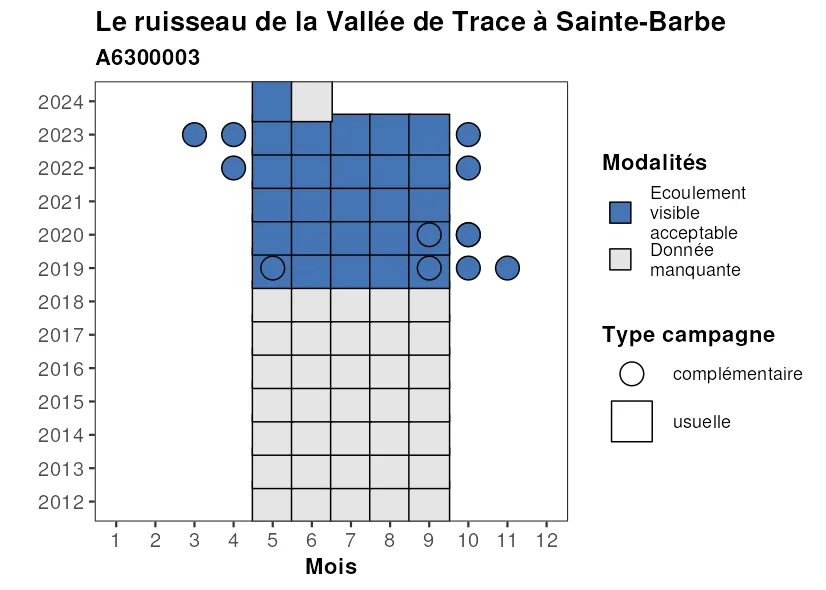 Le ruisseau de la Vallée de Trace à Sainte-Barbe
A6300003
2024
2023
2022
2021
2020
2019
2018
2017
2016
2015
2014
2013
2012
1 2 3 4 5 6 7 8 9 10 11 12
Mois
Modalités
Ecoulement
visible
acceptable
Donnée
manquante
Type campagne
complémentaire
usuelle